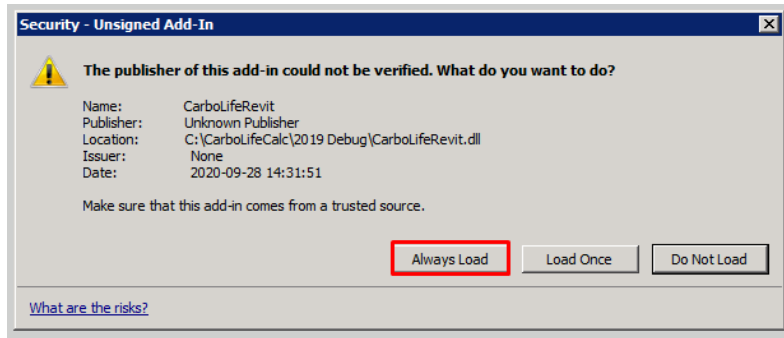 Security - Unsigned Add-In
The publisher of this add-in could not be verified. What do you want to do?
Name: CarboLifeRevit
Publisher: Unknown Publisher
Location: C:\CarboLifeCalc\2019 Debug\CarboLifeRevit.dll
Issuer: None
Date: 2020-09-28 14:31:51
Make sure that this add-in comes from a trusted source.
Always Load Load Once Do Not Load
What are the risks?